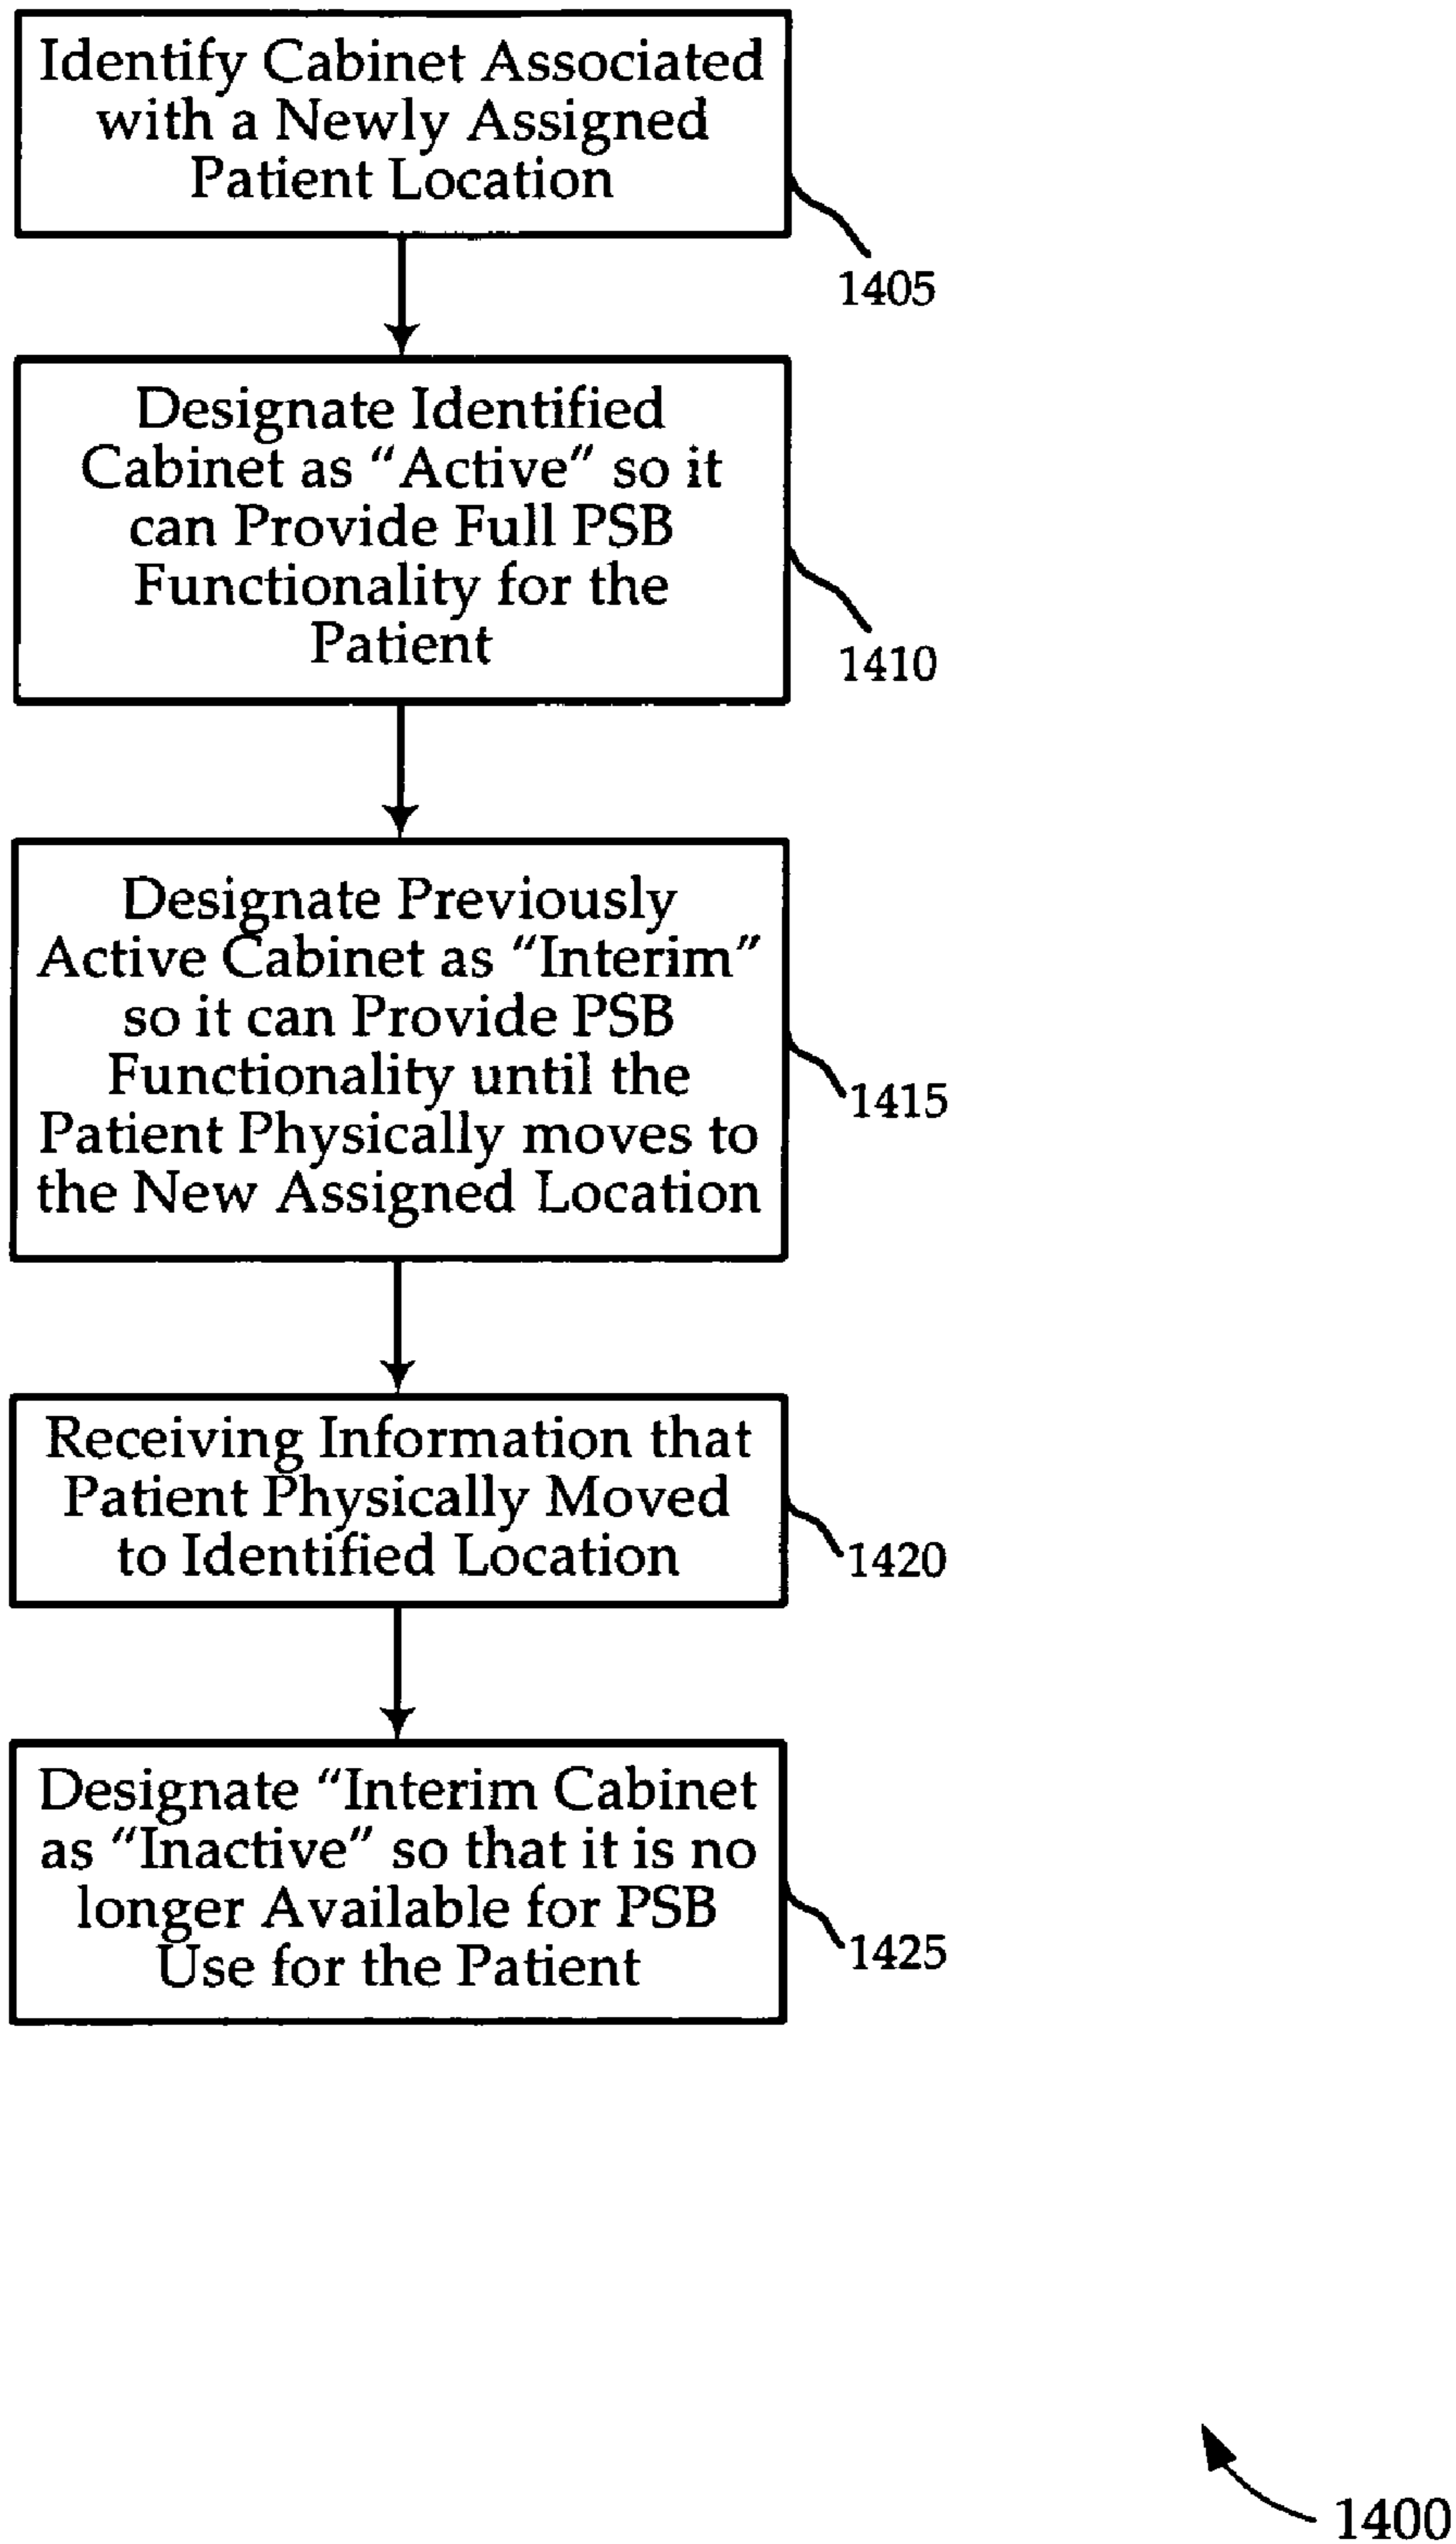 Identify Cabinet Associated
with a Newly Assigned
Patient Location
1405
Designate Identified
Cabinet as “Active” so it
can Provide Full PSB
Functionality for the
Patient
1410
Designate Previously
Active Cabinet as “Interim”
so it can Provide PSB
Functionality until the
Patient Physically moves to
the New Assigned Location
1415
Receiving Information that
Patient Physically Moved
to Identified Location
1420
Designate “Interim Cabinet
as “Inactive” so that it is no
longer Available for PSB
Use for the Patient
1425
1400